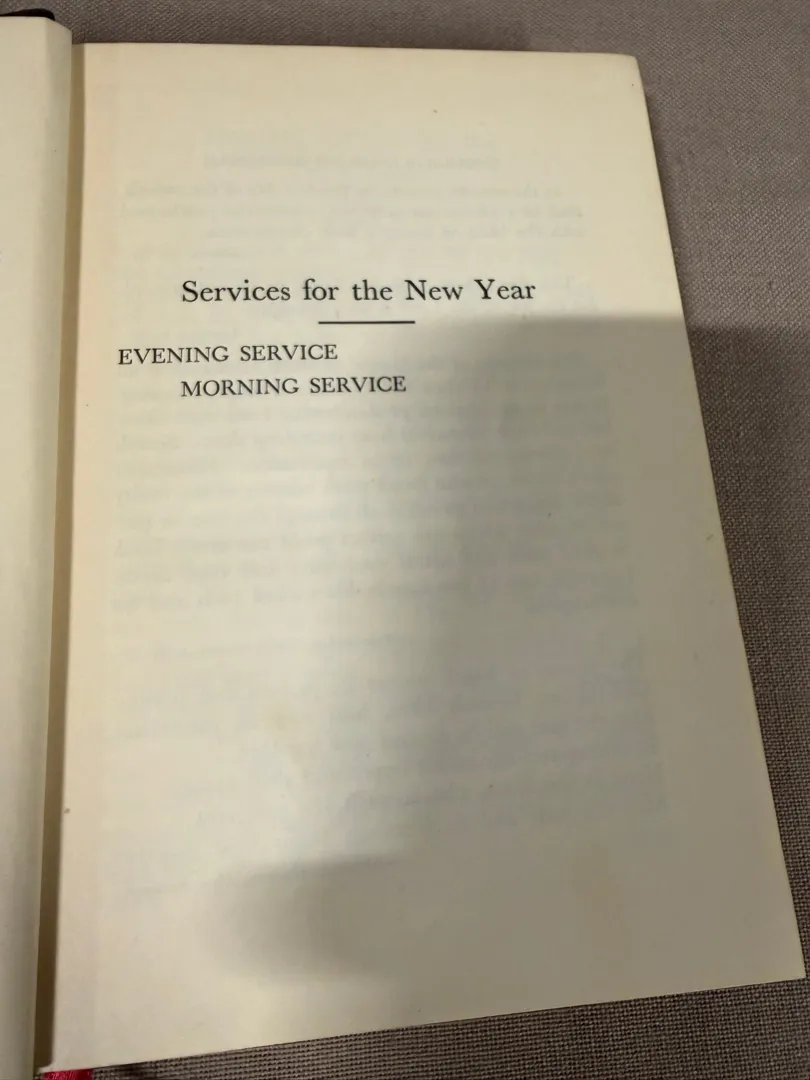 Services for the New Year
EVENING SERVICE
MORNING SERVICE